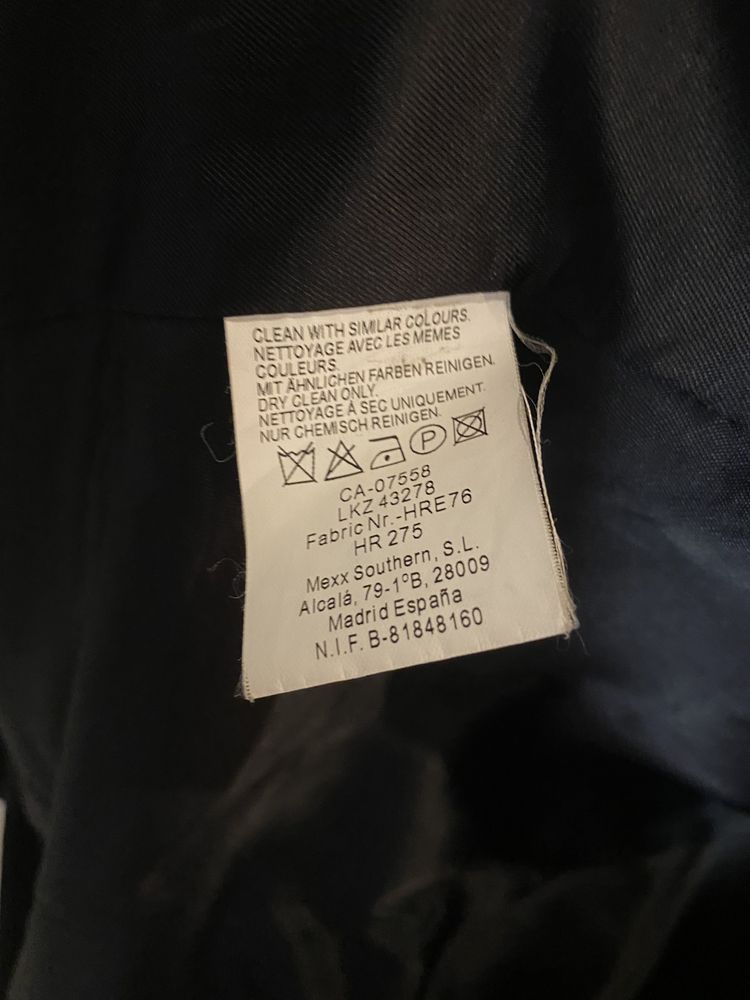 CLEAN WITH SIMILAR COLOURS.
NETTOYAGE AVEC LES MEMES
COULEURS.
MIT ÄHNLICHEN FARBEN REINIGEN.
DRY CLEAN ONLY.
NETTOYAGE À SEC UNIQUEMENT.
NUR CHEMISCH REINIGEN.
P
CA-07558
LKZ 43278
Fabric Nr.-HRE76
HR 275
Mexx Southern, S.L.
Alcalá, 79-1ºB, 28009
Madrid España
N.I.F. B-81848160